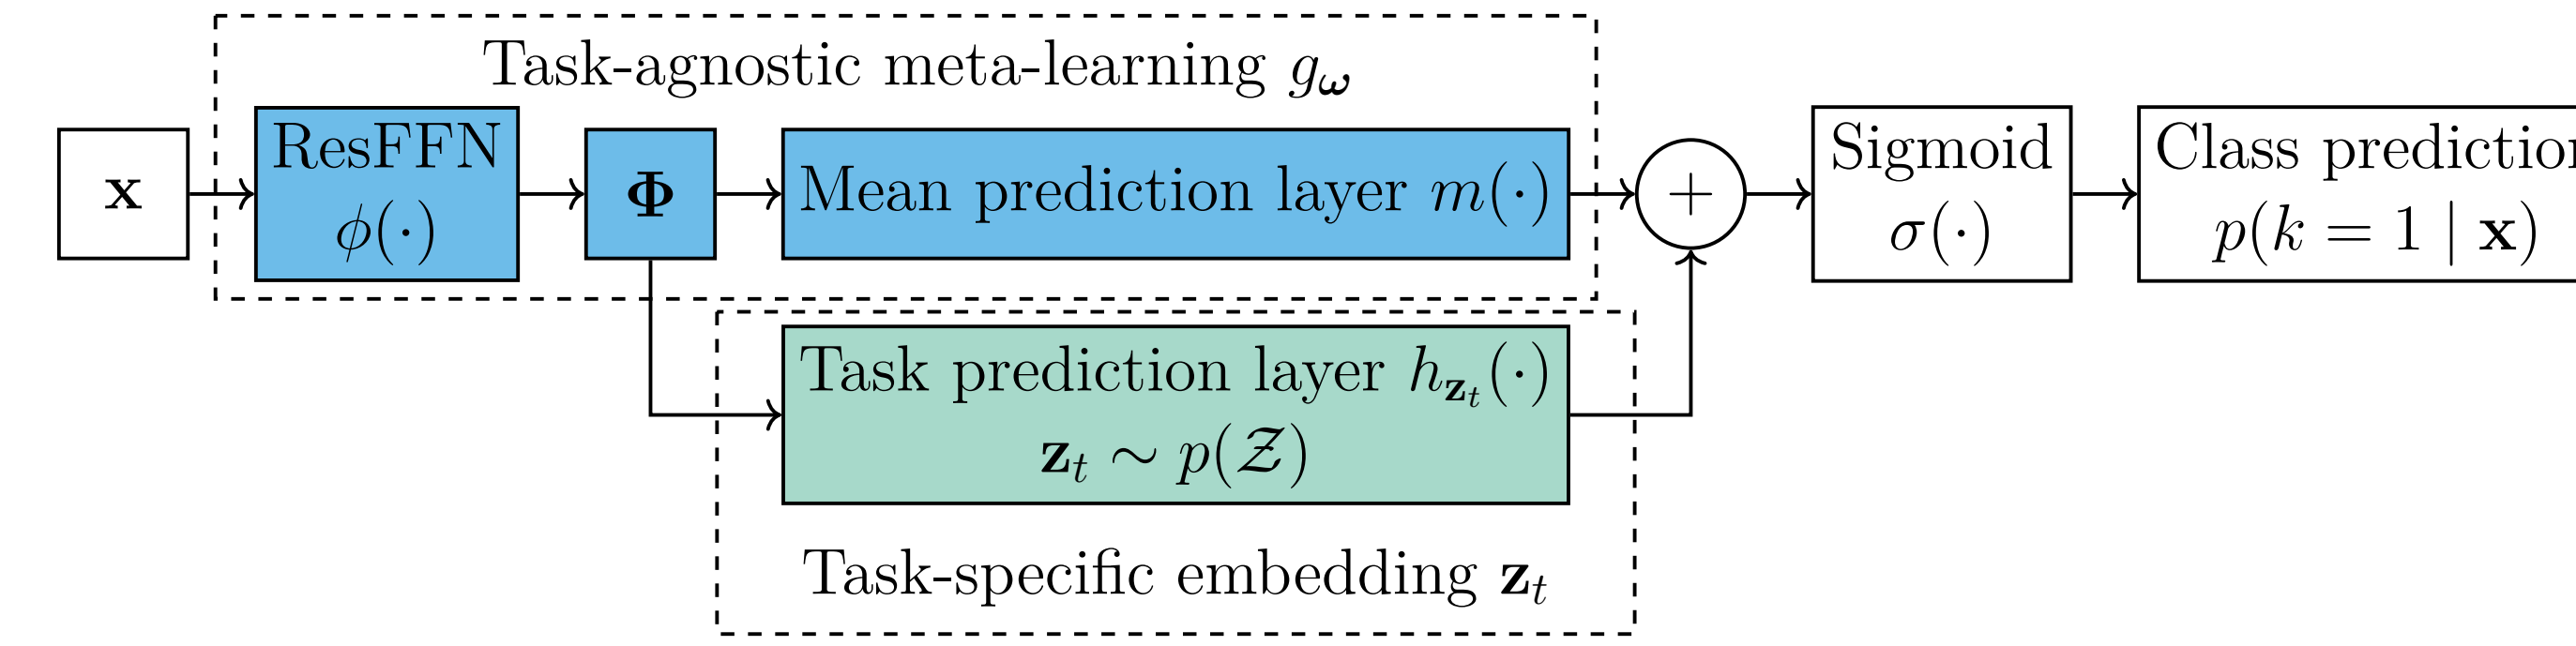 Task-agnostic meta-learning g_ω
x
ResFFN
ϕ(·)
Φ
Mean prediction layer m(·)
+
Sigmoid
σ(·)
Class prediction
p(k = 1 | x)
Task prediction layer h_{z_t}(·)
z_t ∼ p(𝒵)
Task-specific embedding z_t